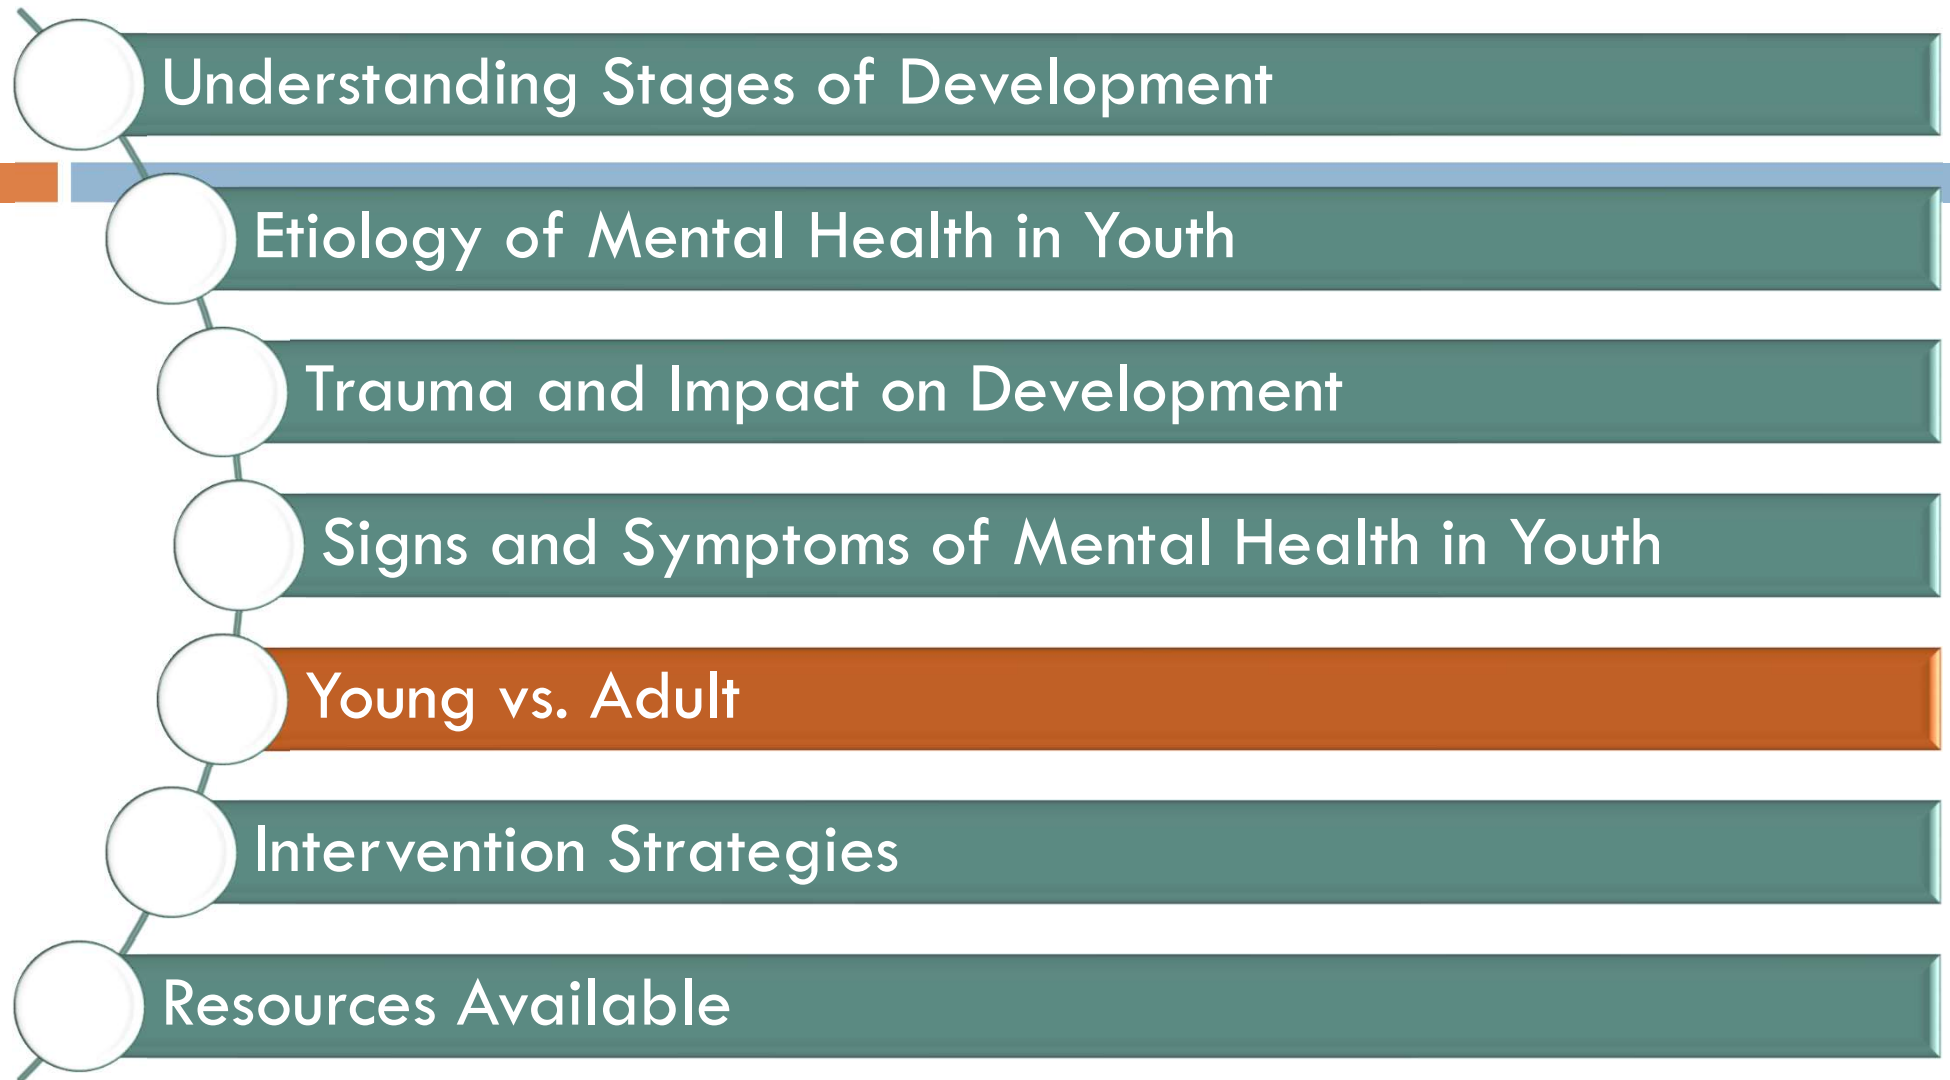 Understanding Stages of Development
Etiology of Mental Health in Youth
Trauma and Impact on Development
Signs and Symptoms of Mental Health in Youth
Young vs. Adult
Intervention Strategies
Resources Available